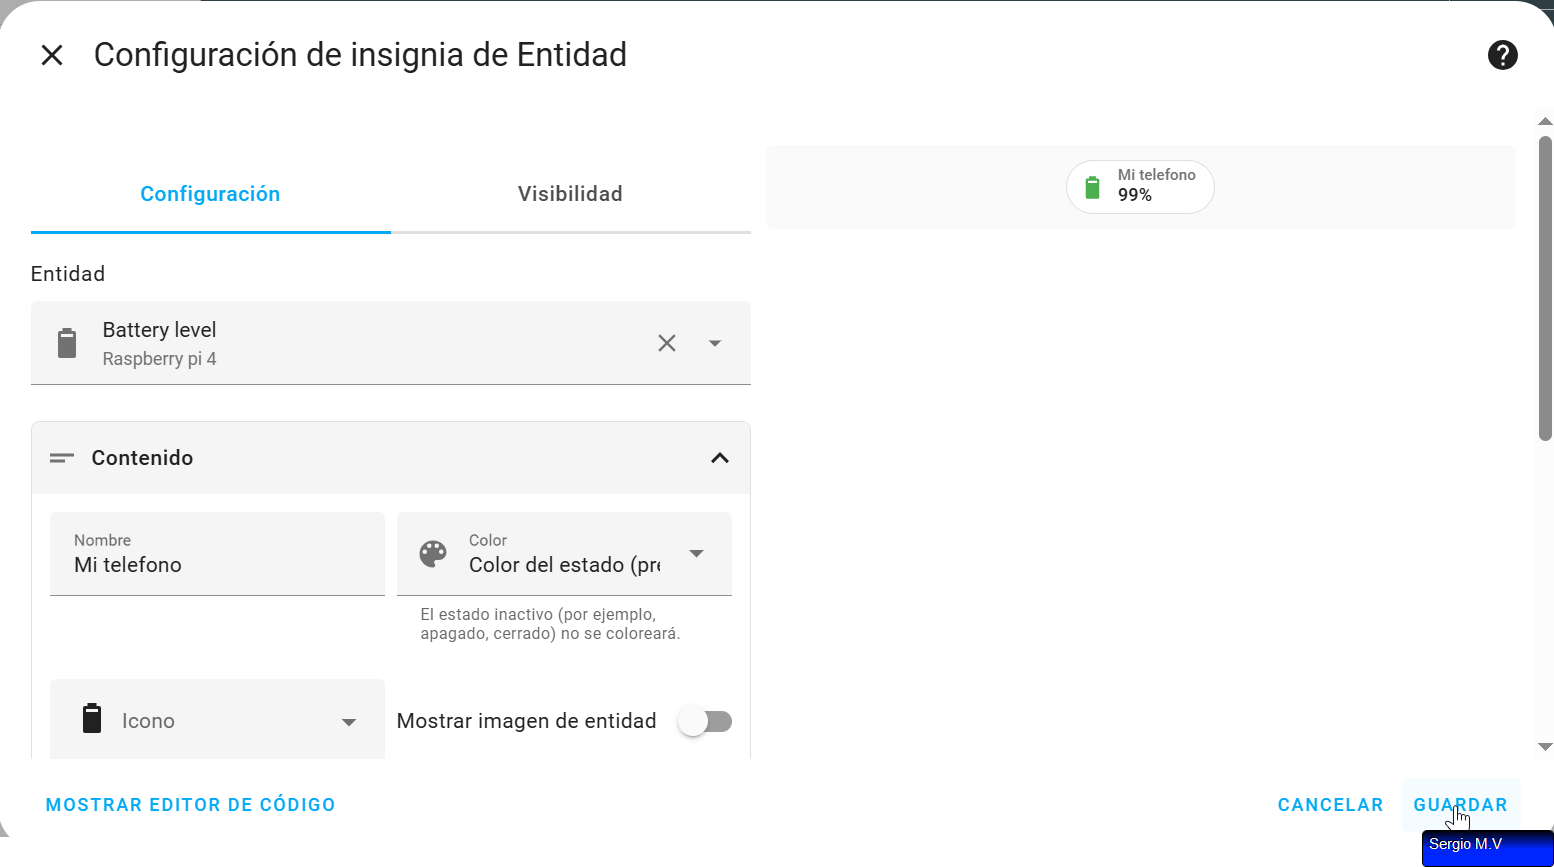 Configuración de insignia de Entidad
?
Configuración
Visibilidad
Mi telefono
99%
Entidad
Battery level
Raspberry pi 4
Contenido
Nombre
Mi telefono
Color
Color del estado (pre
El estado inactivo (por ejemplo,
apagado, cerrado) no se coloreará.
Icono
Mostrar imagen de entidad
MOSTRAR EDITOR DE CÓDIGO
CANCELAR
GUARDAR
Sergio M.V